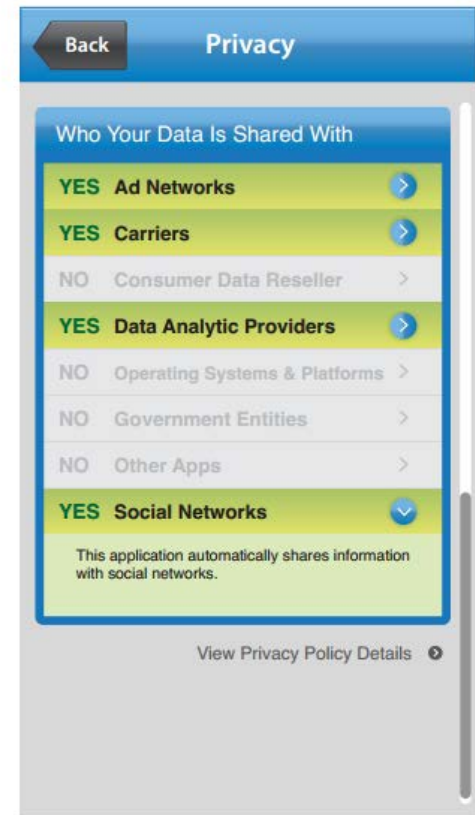 Back
Privacy
Who Your Data Is Shared With
YES Ad Networks
YES Carriers
NO Consumer Data Reseller
YES Data Analytic Providers
NO Operating Systems & Platforms
NO Government Entities
NO Other Apps
YES Social Networks
This application automatically shares information
with social networks.
View Privacy Policy Details